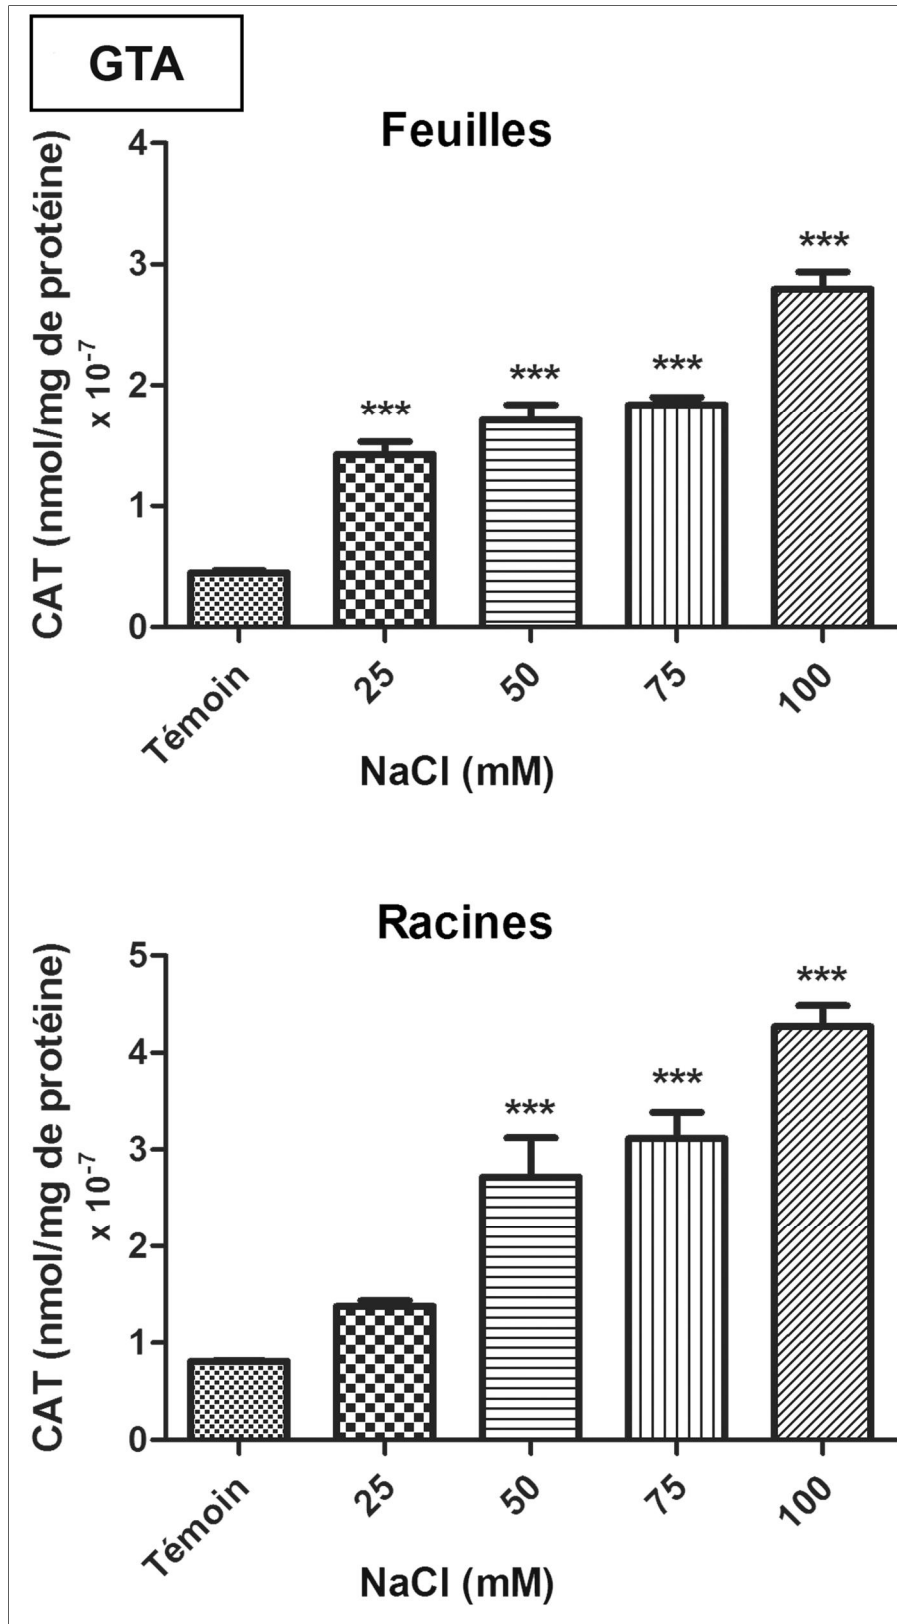 GTA
Feuilles
CAT (nmol/mg de protéine)
x 10-7
4
3
2
1
0
***
***
***
***
Témoin
25
50
75
100
NaCl (mM)
Racines
CAT (nmol/mg de protéine)
x 10-7
5
4
3
2
1
0
***
***
***
Témoin
25
50
75
100
NaCl (mM)